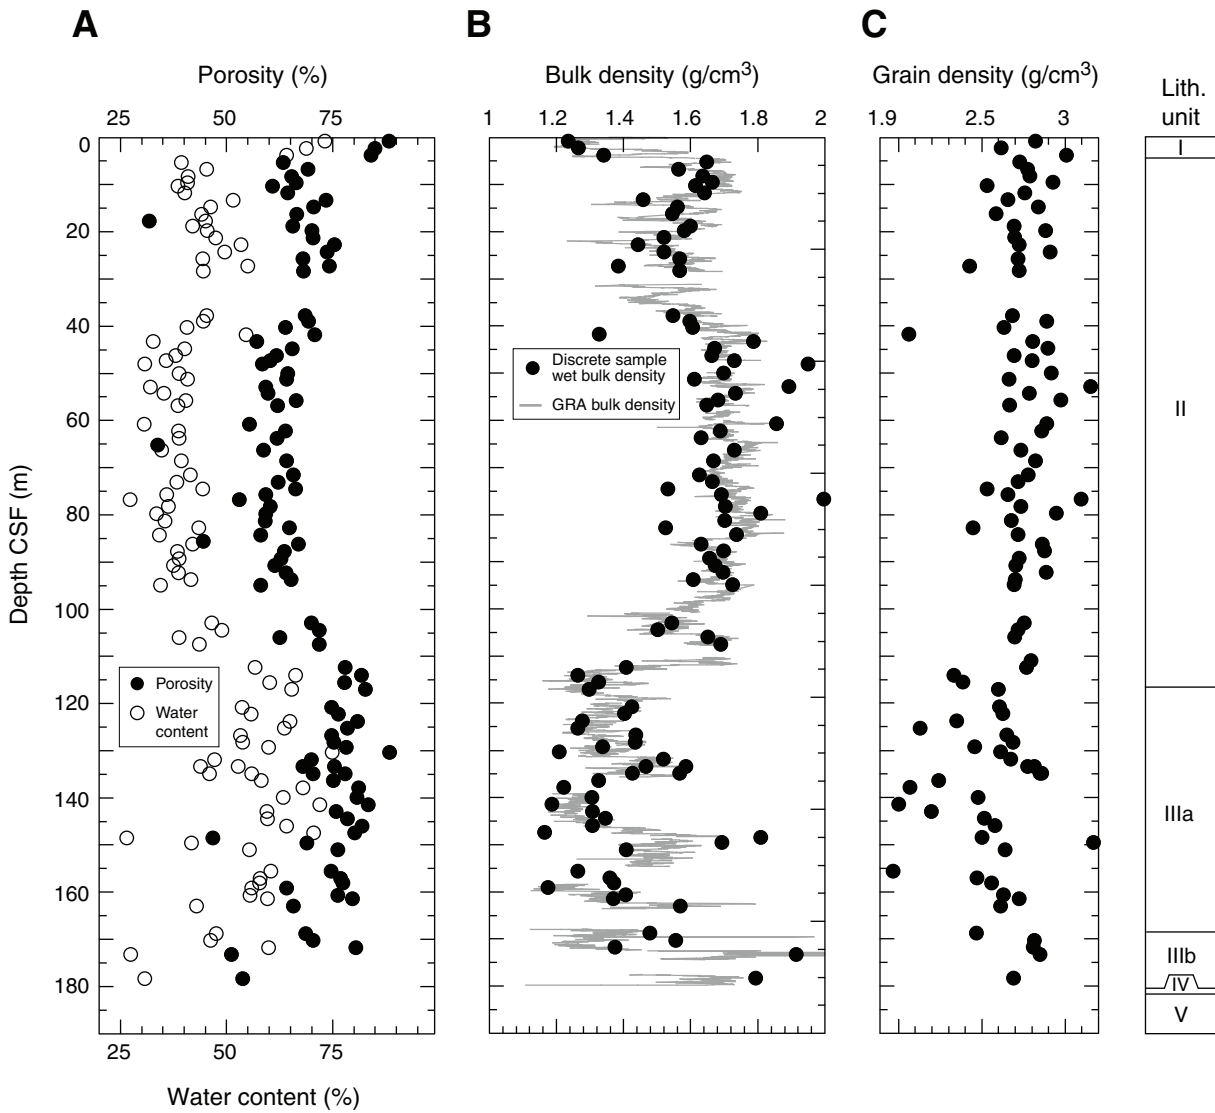 A
B
C
Porosity (%)
Bulk density (g/cm3)
Grain density (g/cm3)
Lith.
unit
25 50 75
1 1.2 1.4 1.6 1.8 2
1.9 2.5 3
0
20
40
60
80
100
120
140
160
180
Depth CSF (m)
Porosity
Water
content
Discrete sample
wet bulk density
GRA bulk density
I
II
IIIa
IIIb
IV
V
25 50 75
Water content (%)